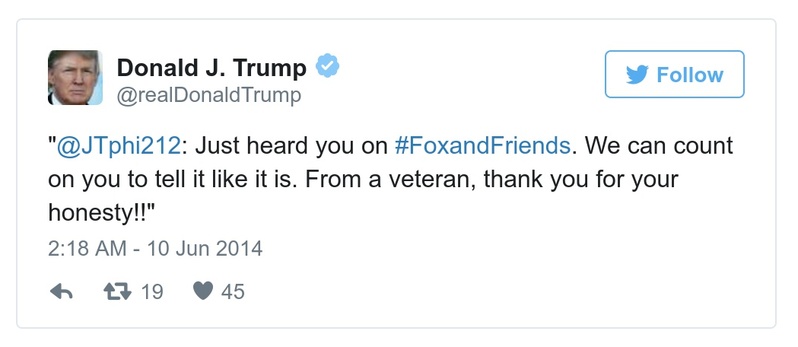 Donald J. Trump
@realDonaldTrump
Follow
"@JTphi212: Just heard you on #FoxandFriends. We can count
on you to tell it like it is. From a veteran, thank you for your
honesty!!"
2:18 AM - 10 Jun 2014
19 45